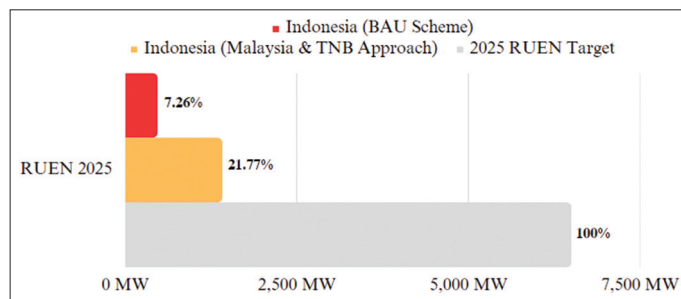 Indonesia (BAU Scheme)
Indonesia (Malaysia & TNB Approach) 2025 RUEN Target
7.26%
RUEN 2025 21.77%
100%
0 MW 2,500 MW 5,000 MW 7,500 MW